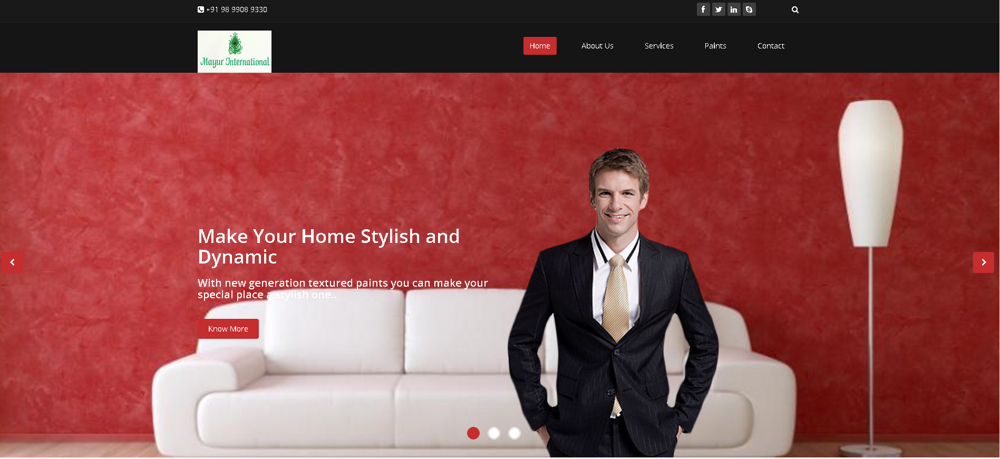 +91 98 9908 9330
Mayur International
Home About Us Services Paints Contact
Make Your Home Stylish and
Dynamic
With new generation textured paints you can make your
special place a stylish one..
Know More